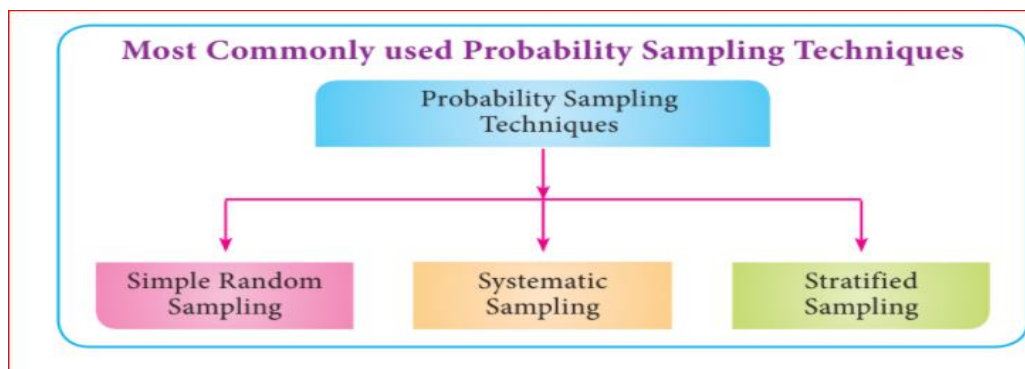 Most Commonly used Probability Sampling Techniques
Probability Sampling
Techniques
Simple Random
Sampling
Systematic
Sampling
Stratified
Sampling